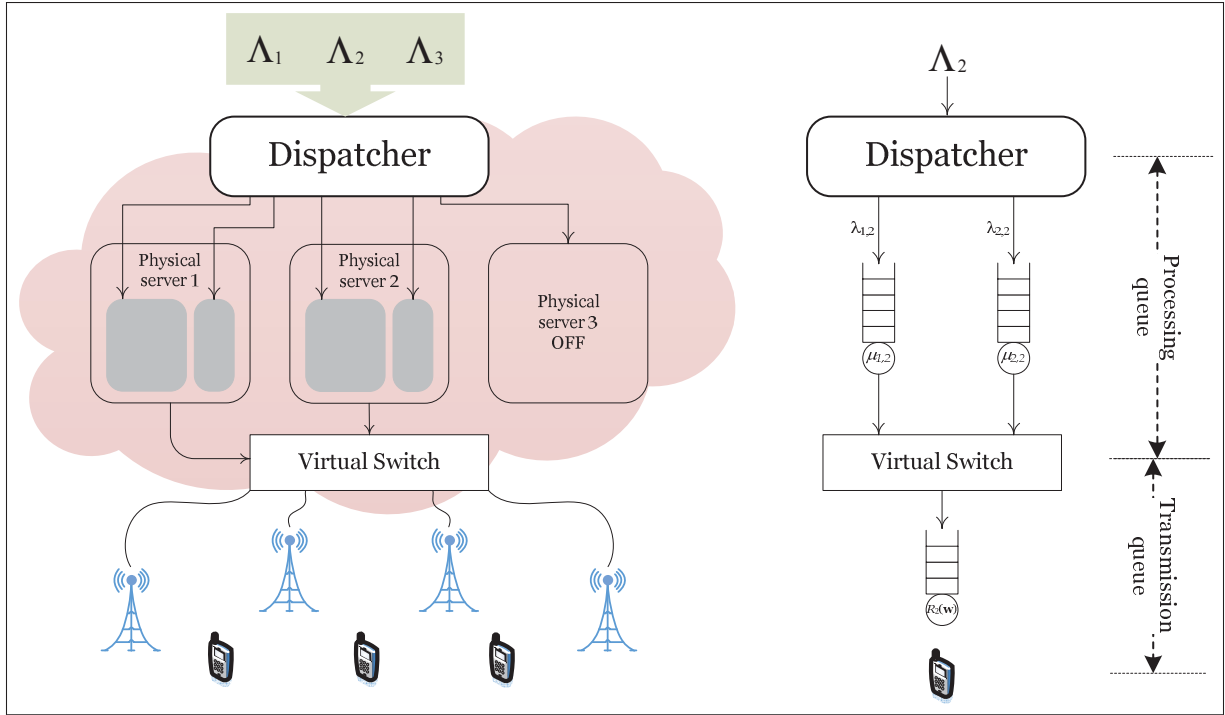 Λ₁ Λ₂ Λ₃
Dispatcher
Physical
server 1
Physical
server 2
Physical
server 3
OFF
Virtual Switch
Λ₂
Dispatcher
λ₁,₂ λ₂,₂
μ₁,₂ μ₂,₂
Virtual Switch
R₂(w)
Processing
queue
Transmission
queue